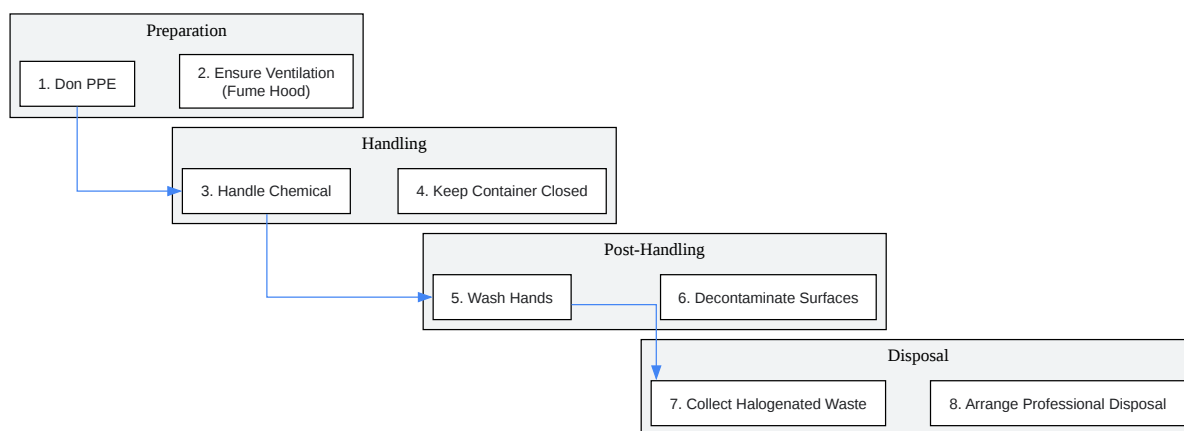 Preparation
1. Don PPE
2. Ensure Ventilation
(Fume Hood)
Handling
3. Handle Chemical
4. Keep Container Closed
Post-Handling
5. Wash Hands
6. Decontaminate Surfaces
Disposal
7. Collect Halogenated Waste
8. Arrange Professional Disposal